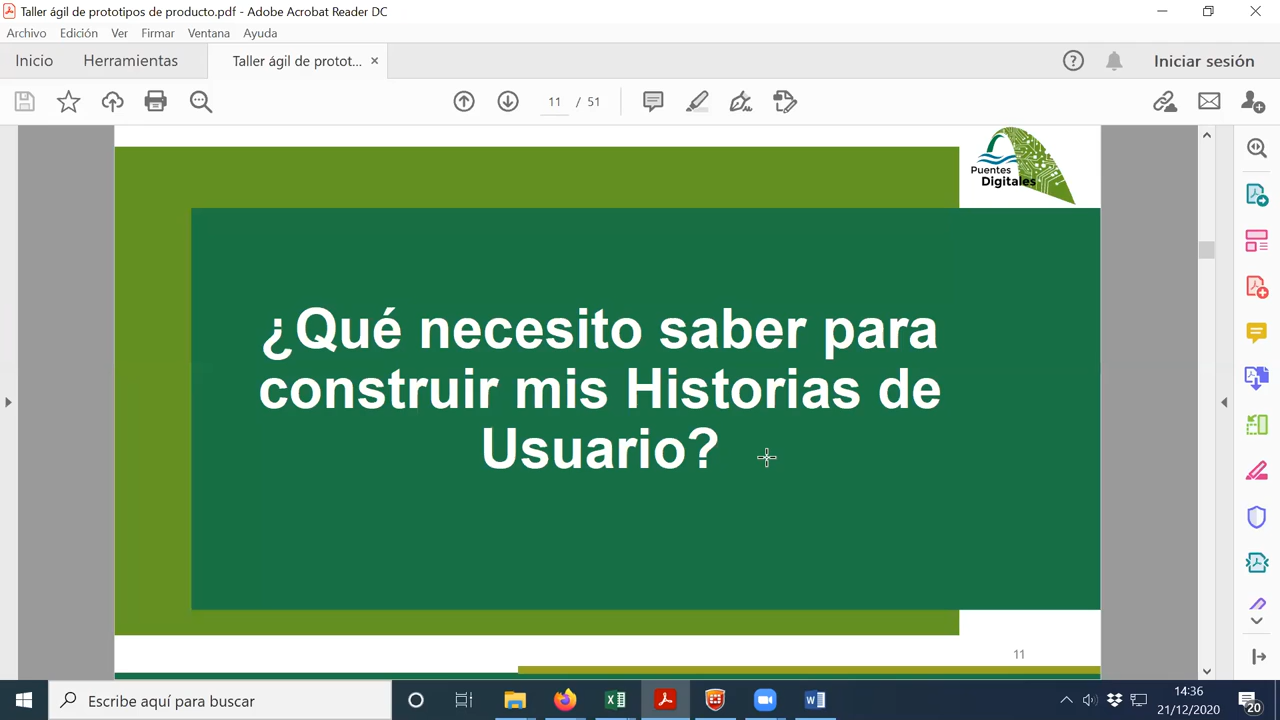 Taller ágil de prototipos de producto.pdf - Adobe Acrobat Reader DC
Archivo Edición Ver Firmar Ventana Ayuda
Inicio Herramientas Taller ágil de protot... Iniciar sesión
11 / 51
Puentes
Digitales
¿Qué necesito saber para
construir mis Historias de
Usuario?
11
Escribe aquí para buscar
14:36
21/12/2020
20